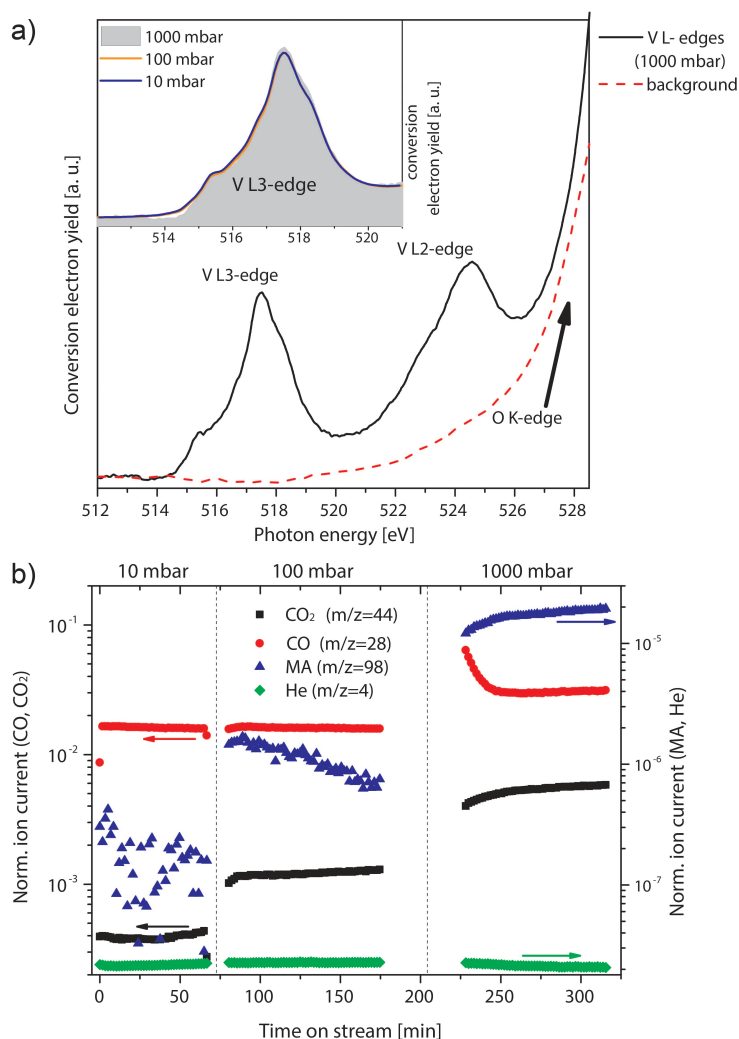 a)
1000 mbar
100 mbar
10 mbar
V L3-edge
514 516 518 520
conversion
electron yield [a. u.]
V L- edges
(1000 mbar)
background
Conversion electron yield [a. u.]
V L3-edge
V L2-edge
O K-edge
512 514 516 518 520 522 524 526 528
Photon energy [eV]
b)
10 mbar 100 mbar 1000 mbar
CO₂ (m/z=44)
CO (m/z=28)
MA (m/z=98)
He (m/z=4)
Norm. ion current (CO, CO₂)
10⁻¹
10⁻²
10⁻³
Norm. ion current (MA, He)
10⁻⁵
10⁻⁶
10⁻⁷
0 50 100 150 200 250 300
Time on stream [min]